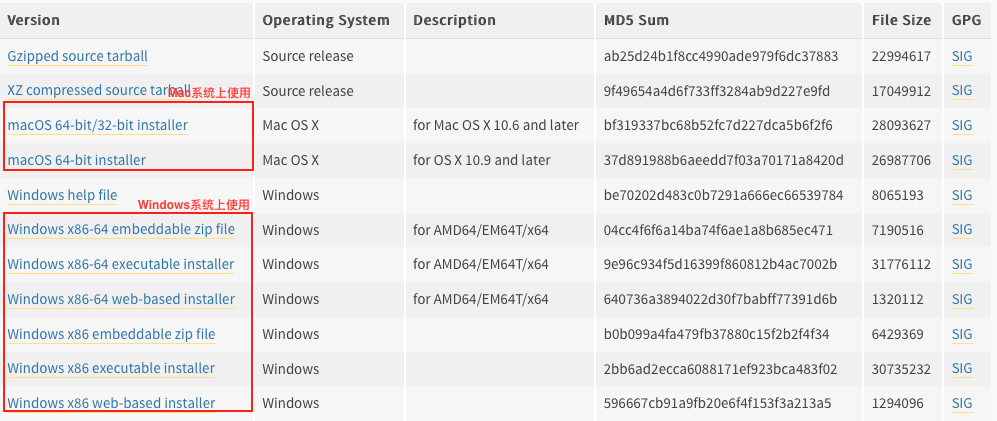 Version Operating System Description MD5 Sum File Size GPG
Gzipped source tarball Source release ab25d24b1f8cc4990ade979f6dc37883 22994617 SIG
XZ compressed source tarball Source release 9f49654a4d6f733ff3284ab9d227e9fd 17049912 SIG
Mac系统上使用
macOS 64-bit/32-bit installer Mac OS X for Mac OS X 10.6 and later bf319337bc68b52fc7d227dca5b6f2f6 28093627 SIG
macOS 64-bit installer Mac OS X for OS X 10.9 and later 37d891988b6aeedd7f03a70171a8420d 26987706 SIG
Windows help file Windows be70202d483c0b7291a666ec66539784 8065193 SIG
Windows系统上使用
Windows x86-64 embeddable zip file Windows for AMD64/EM64T/x64 04cc4f6f6a14ba74f6ae1a8b685ec471 7190516 SIG
Windows x86-64 executable installer Windows for AMD64/EM64T/x64 9e96c934f5d16399f860812b4ac7002b 31776112 SIG
Windows x86-64 web-based installer Windows for AMD64/EM64T/x64 640736a3894022d30f7babff77391d6b 1320112 SIG
Windows x86 embeddable zip file Windows b0b099a4fa479fb37880c15f2b2f4f34 6429369 SIG
Windows x86 executable installer Windows 2bb6ad2ecca6088171ef923bca483f02 30735232 SIG
Windows x86 web-based installer Windows 596667cb91a9fb20e6f4f153f3a213a5 1294096 SIG